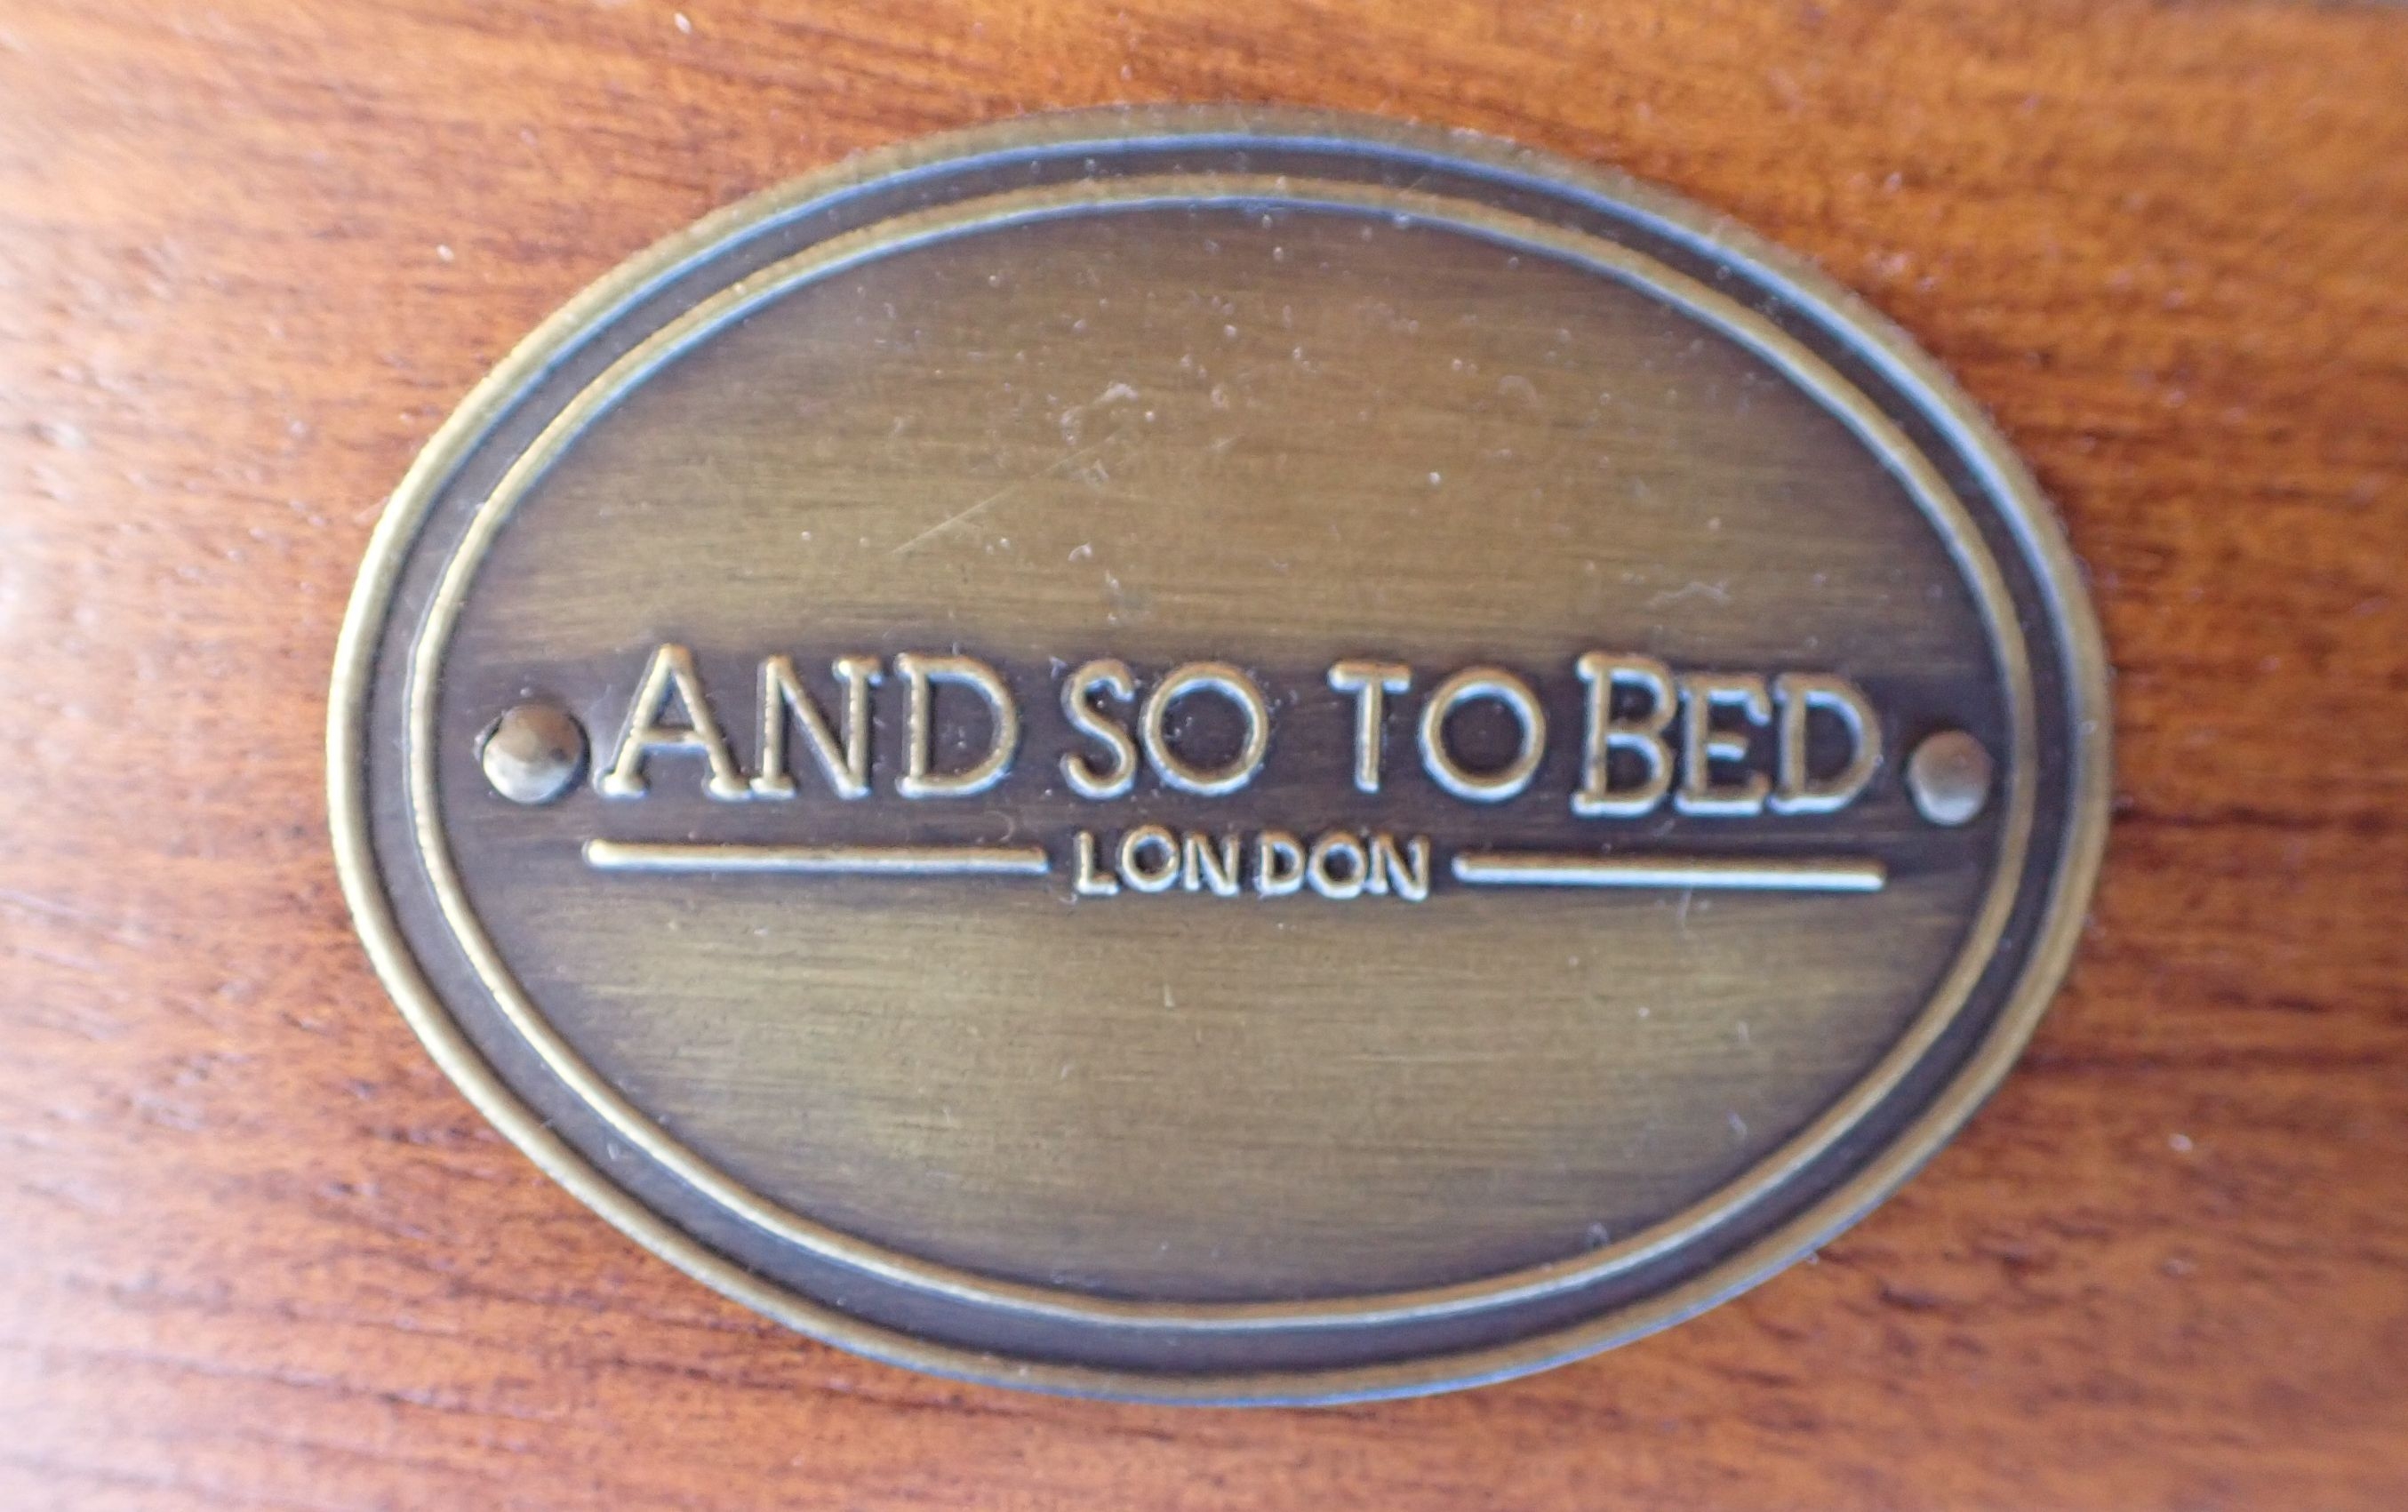 AND SO TO BED
LONDON